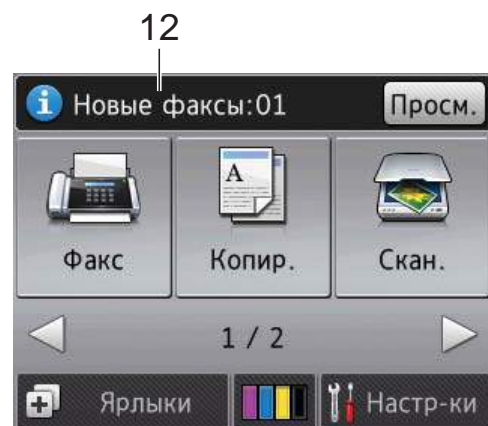 12
Новые факсы:01 Просм.
A
Факс Копир. Скан.
1 / 2
Ярлыки Настр-ки